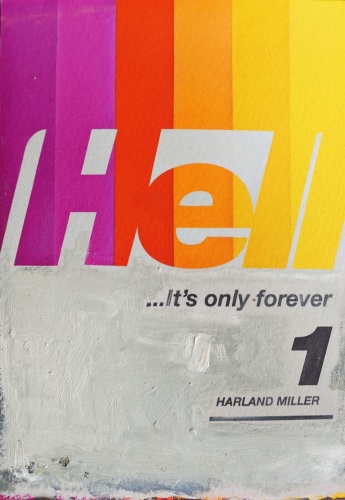 Hell
...It's only forever
1
HARLAND MILLER